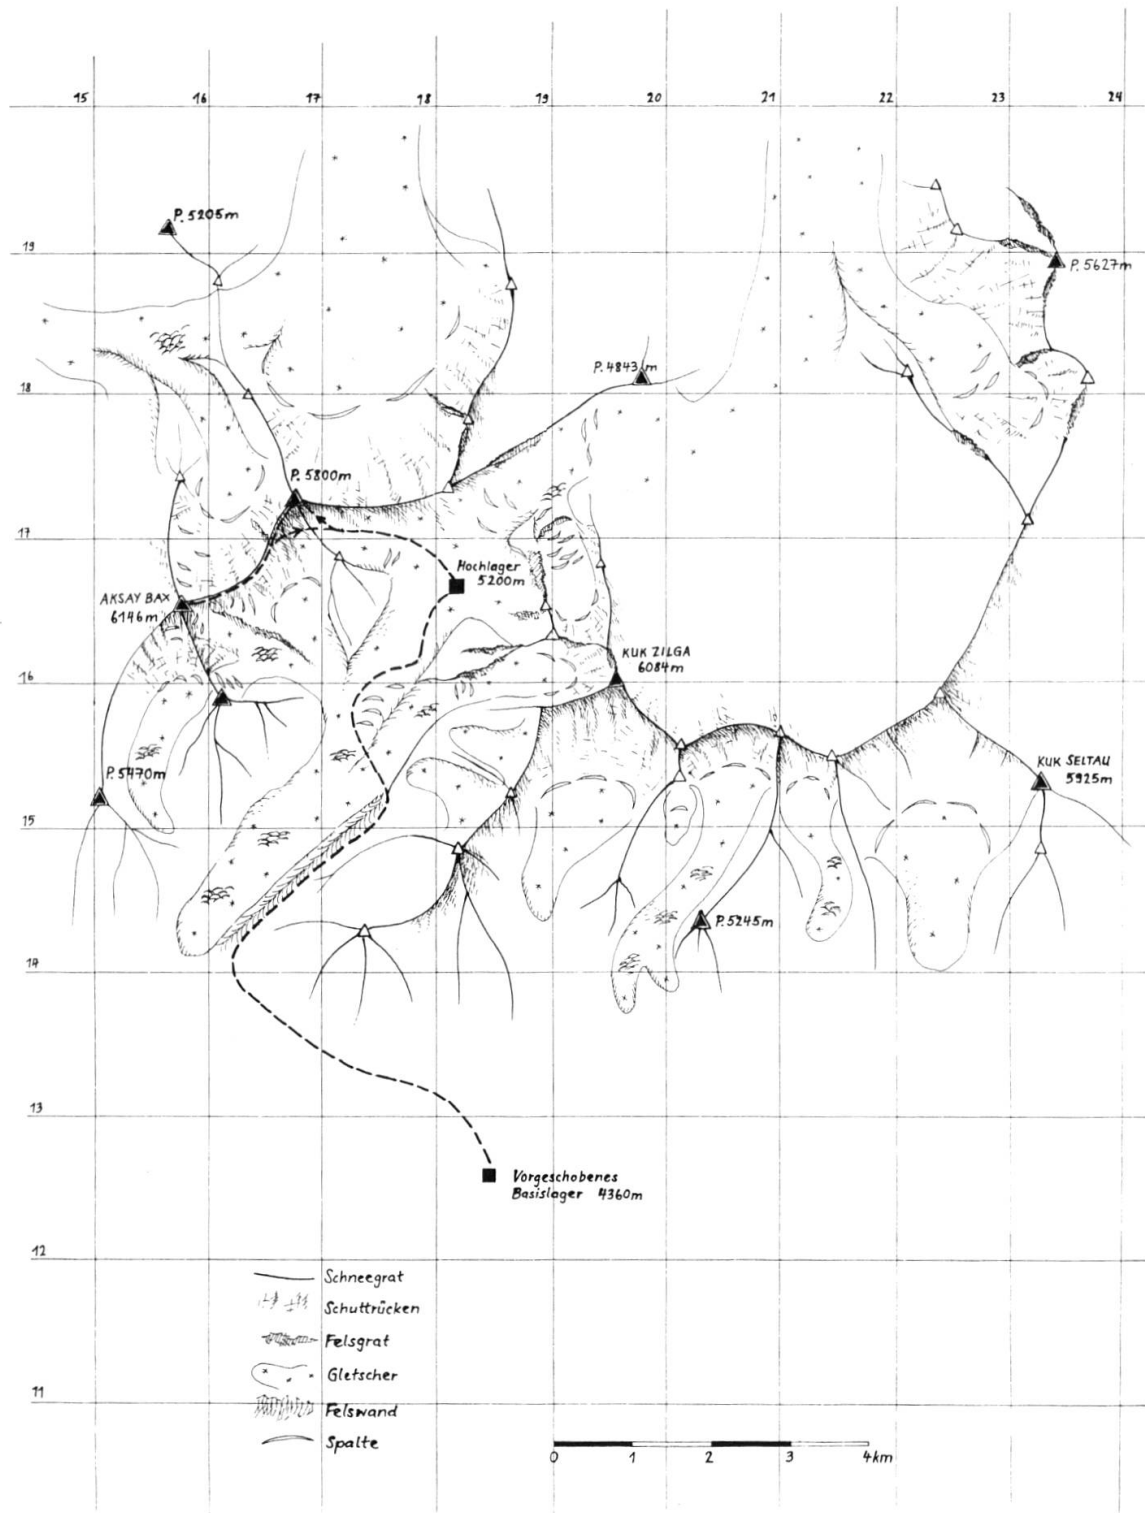 15 16 17 18 19 20 21 22 23 24
P. 5205m
19
P. 5627m
P. 4843m
18
P. 5800m
17
Hochlager
5200m
AKSAY BAX
6146m
KUK ZILGA
6084m
16
P. 5470m
KUK SELTAU
5925m
15
P. 5245m
14
13
Vorgeschobenes
Basislager 4360m
12
Schneegrat
Schuttrücken
Felsgrat
Gletscher
11
Felswand
Spalte
0 1 2 3 4km